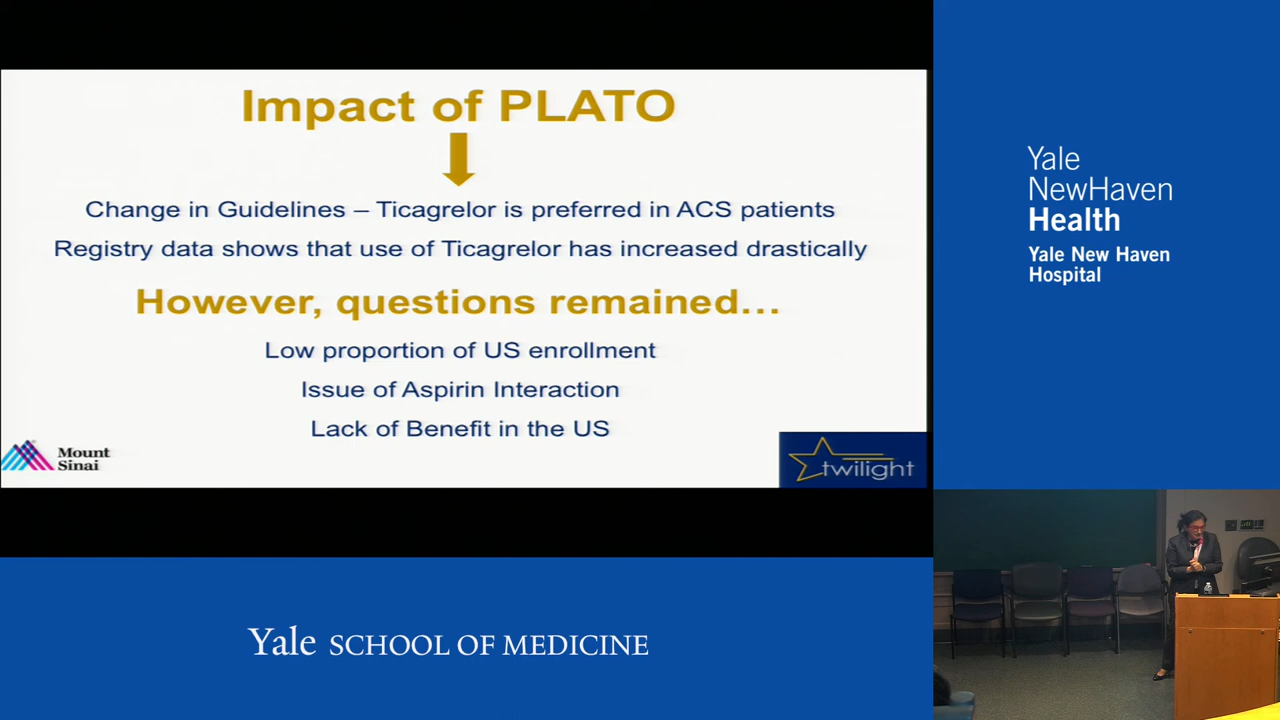 Impact of PLATO
Change in Guidelines – Ticagrelor is preferred in ACS patients
Registry data shows that use of Ticagrelor has increased drastically
However, questions remained…
Low proportion of US enrollment
Issue of Aspirin Interaction
Lack of Benefit in the US
Mount
Sinai
twilight
Yale
NewHaven
Health
Yale New Haven
Hospital
Yale SCHOOL OF MEDICINE